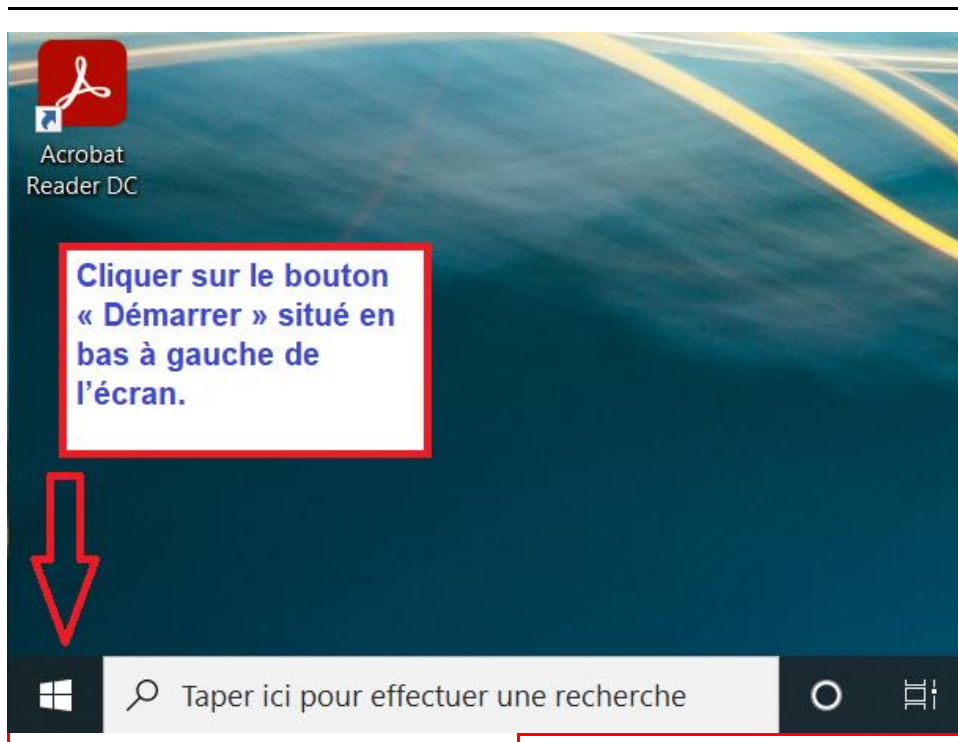 Acrobat
Reader DC
Cliquer sur le bouton
« Démarrer » situé en
bas à gauche de
l’écran.
Taper ici pour effectuer une recherche